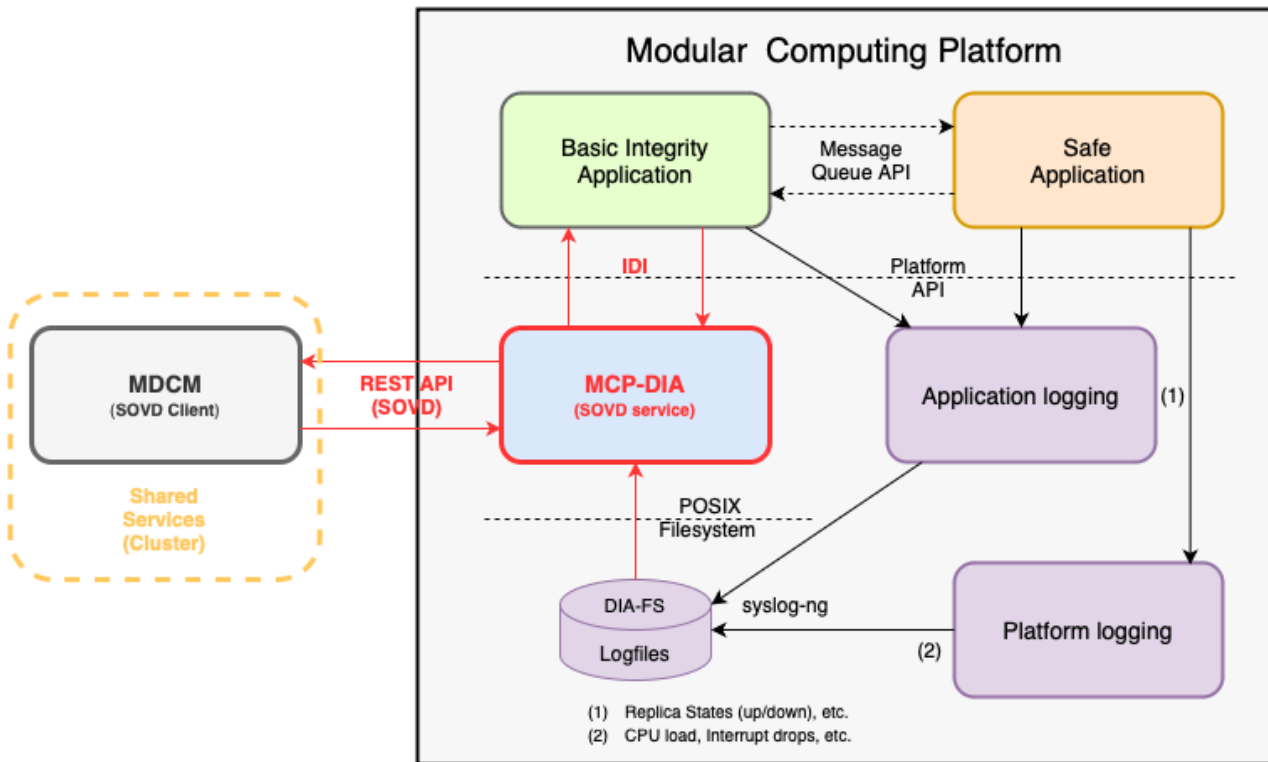 Modular Computing Platform
Basic Integrity
Application
Message
Queue API
Safe
Application
IDI
Platform
API
MDCM
(SOVD Client)
REST API
(SOVD)
MCP-DIA
(SOVD service)
Application logging
(1)
Shared
Services
(Cluster)
POSIX
Filesystem
DIA-FS
Logfiles
syslog-ng
(2)
Platform logging
(1) Replica States (up/down), etc.
(2) CPU load, Interrupt drops, etc.